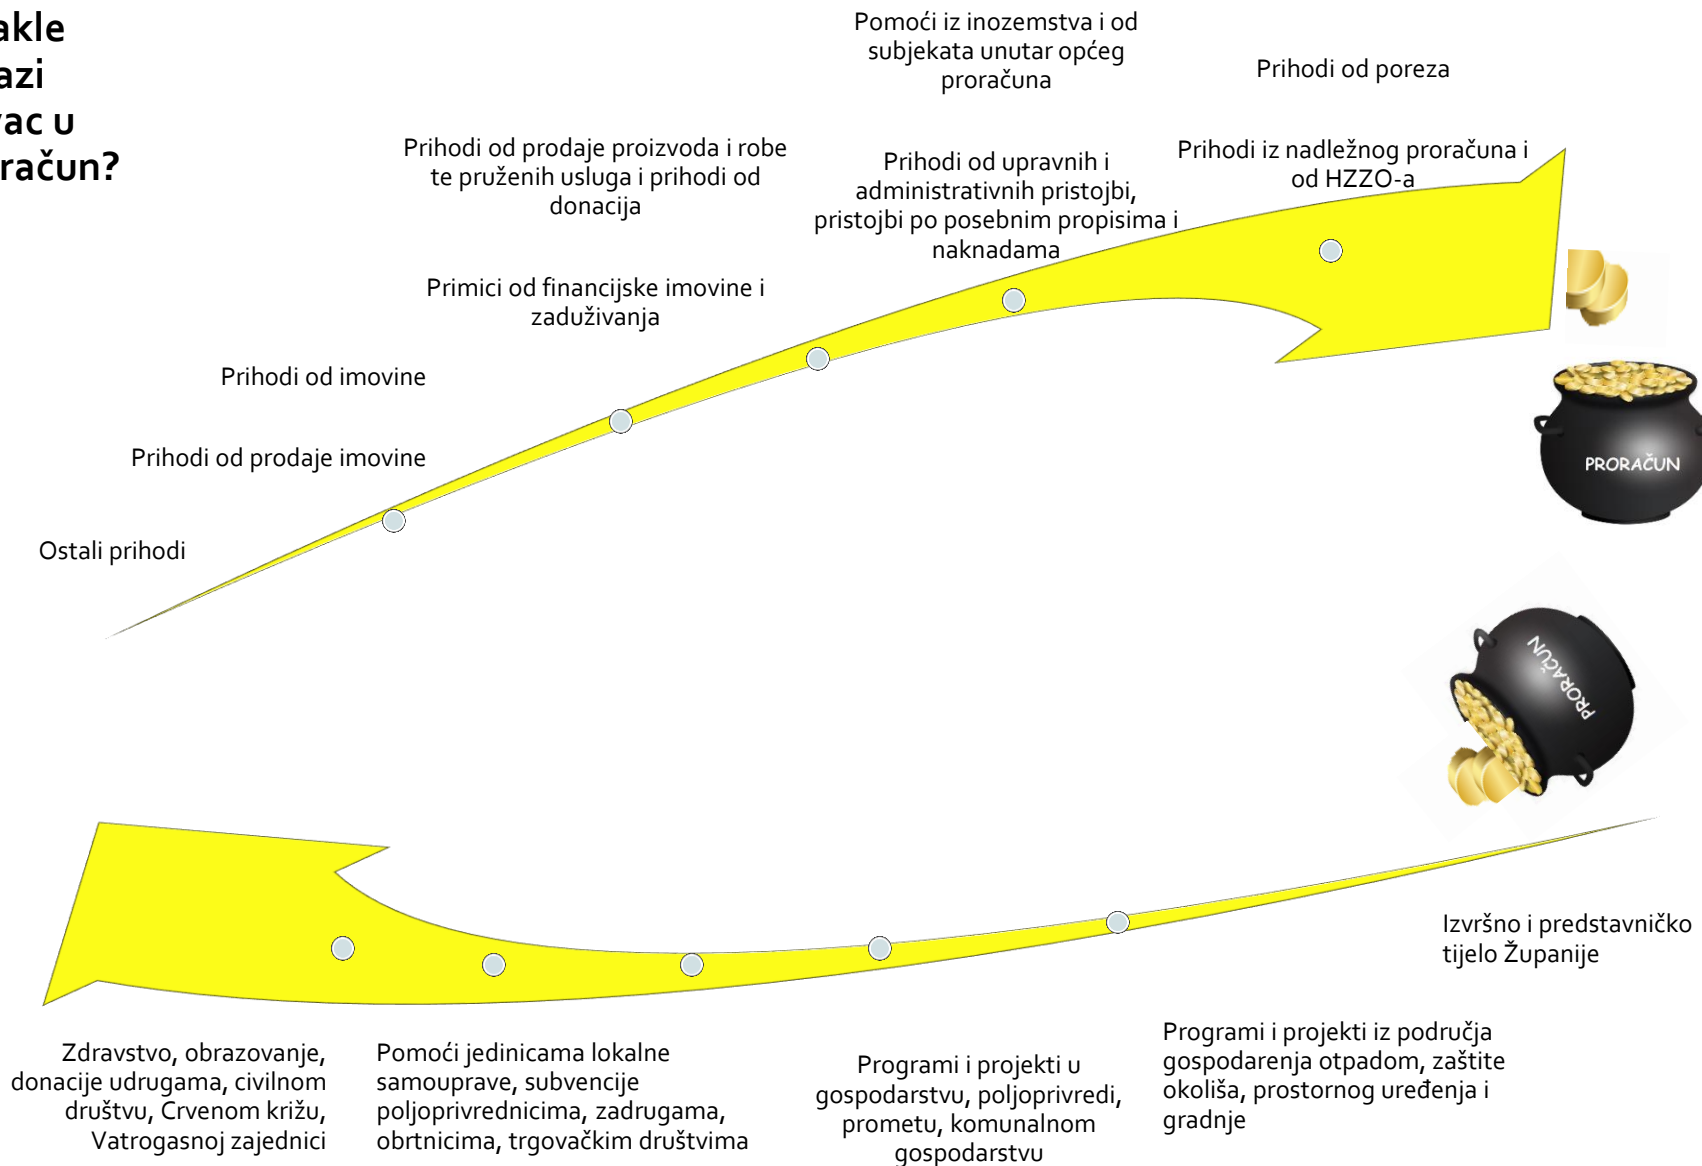 akle
azi
vac u
račun?
Pomoći iz inozemstva i od
subjekata unutar općeg
proračuna
Prihodi od poreza
Prihodi od prodaje proizvoda i robe
te pruženih usluga i prihodi od
donacija
Prihodi od upravnih i
administrativnih pristojbi,
pristojbi po posebnim propisima i
naknadama
Prihodi iz nadležnog proračuna i
od HZZO-a
Primici od financijske imovine i
zaduživanja
Prihodi od imovine
Prihodi od prodaje imovine
Ostali prihodi
PRORAČUN
PRORAČUN
Izvršno i predstavničko
tijelo Županije
Zdravstvo, obrazovanje,
donacije udrugama, civilnom
društvu, Crvenom križu,
Vatrogasnoj zajednici
Pomoći jedinicama lokalne
samouprave, subvencije
poljoprivrednicima, zadrugama,
obrtnicima, trgovačkim društvima
Programi i projekti u
gospodarstvu, poljoprivredi,
prometu, komunalnom
gospodarstvu
Programi i projekti iz područja
gospodarenja otpadom, zaštite
okoliša, prostornog uređenja i
gradnje